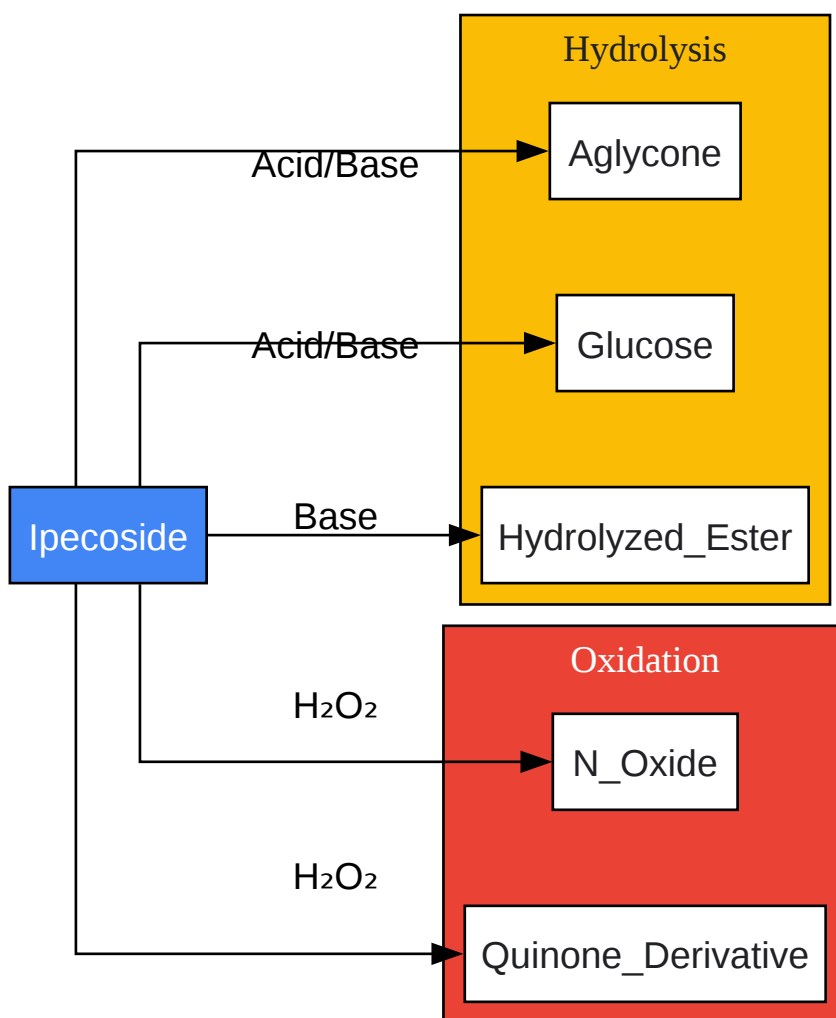 Hydrolysis
Acid/Base
Aglycone
Acid/Base
Glucose
Ipecoside
Base
Hydrolyzed_Ester
Oxidation
H₂O₂
N_Oxide
H₂O₂
Quinone_Derivative